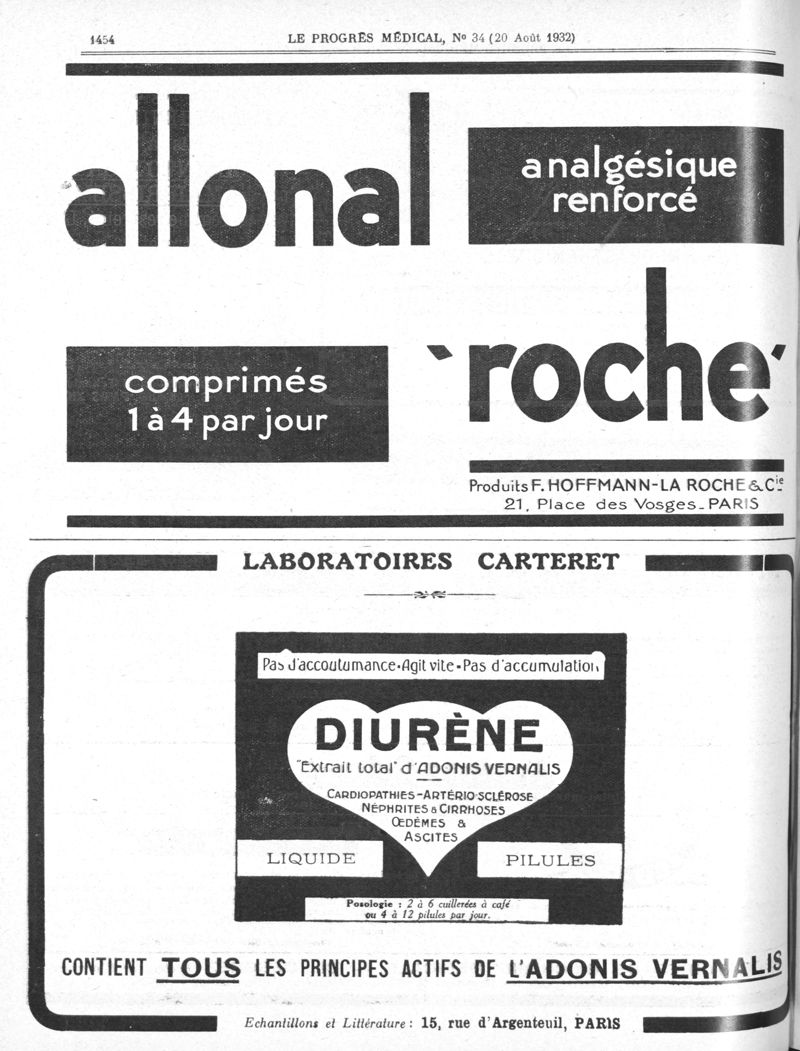 1454
LE PROGRÈS MÉDICAL, Nº 34 (20 Août 1932)
allonal
analgésique
renforcé
comprimés
1 à 4 par jour
'roche'
Produits F. HOFFMANN-LA ROCHE & Cie
21, Place des Vosges_PARIS
LABORATOIRES CARTERET
Pas d'accoutumance-Agit vite-Pas d'accumulation
DIURÈNE
"Extrait total" d'ADONIS VERNALIS
CARDIOPATHIES-ARTÉRIO-SCLÉROSE
NÉPHRITES & CIRRHOSES
ŒDÉMES &
ASCITES
LIQUIDE
PILULES
Posologie : 2 à 6 cuillerées à café
ou 4 à 12 pilules par jour.
CONTIENT TOUS LES PRINCIPES ACTIFS DE L'ADONIS VERNALIS
Echantillons et Littérature : 15, rue d'Argenteuil, PARIS